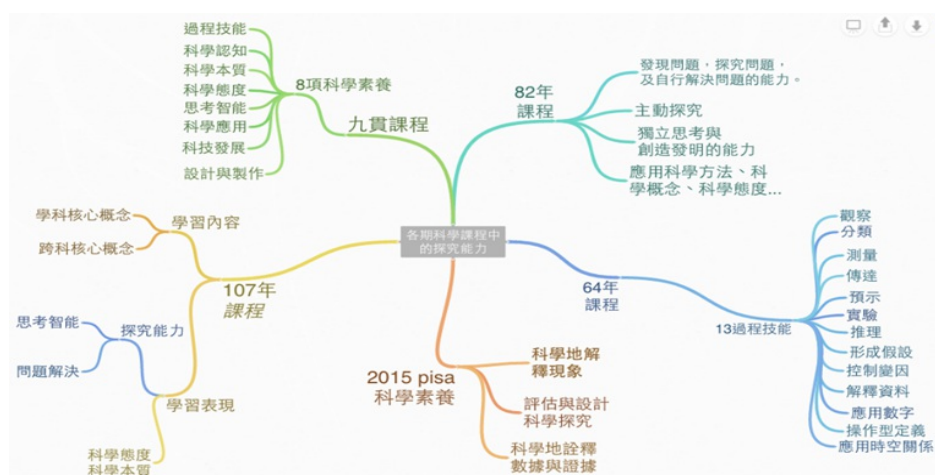 各期科學課程中
的探究能力
九貫課程
8項科學素養
過程技能
科學認知
科學本質
科學態度
思考智能
科學應用
科技發展
設計與製作
82年
課程
發現問題，探究問題，
及自行解決問題的能力。
主動探究
獨立思考與
創造發明的能力
應用科學方法、科
學概念、科學態度...
64年
課程
13過程技能
觀察
分類
測量
傳達
預示
實驗
推理
形成假設
控制變因
解釋資料
應用數字
操作型定義
應用時空關係
2015 pisa
科學素養
科學地解
釋現象
評估與設計
科學探究
科學地詮釋
數據與證據
107年
課程
學習內容
學科核心概念
跨科核心概念
學習表現
探究能力
思考智能
問題解決
科學態度
科學本質